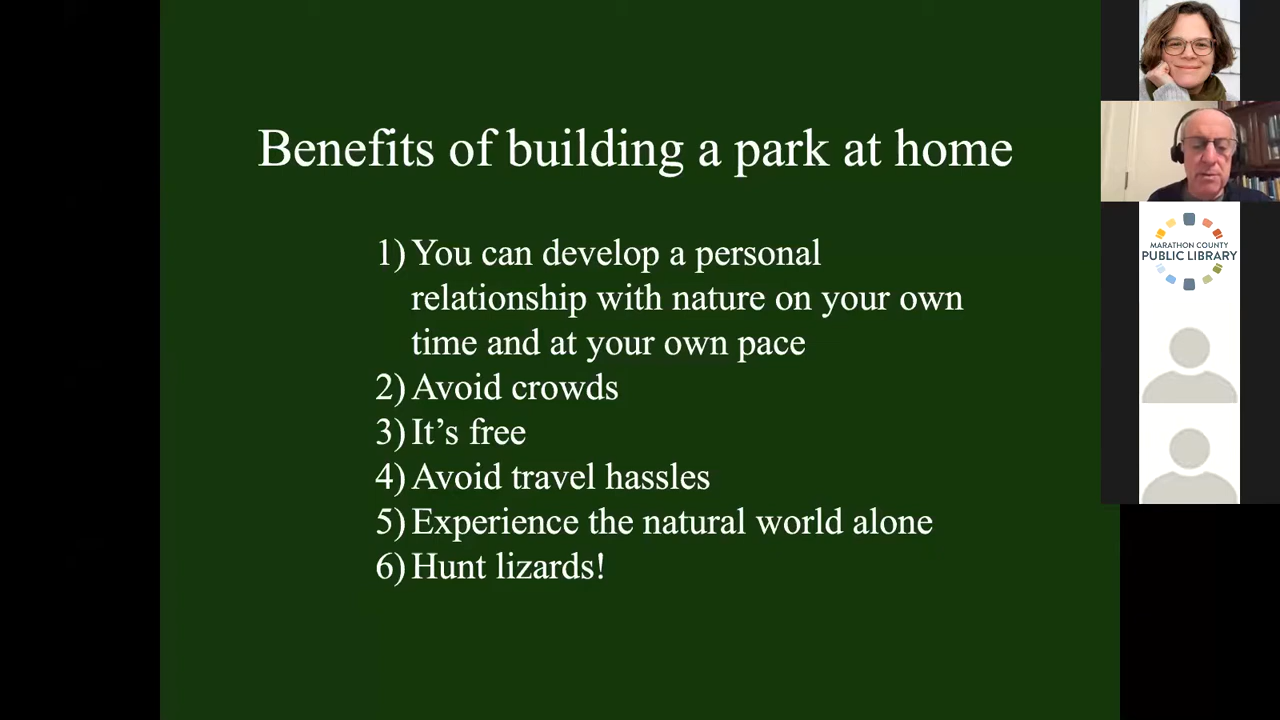 Benefits of building a park at home
1) You can develop a personal
relationship with nature on your own
time and at your own pace
2) Avoid crowds
3) It’s free
4) Avoid travel hassles
5) Experience the natural world alone
6) Hunt lizards!
MARATHON COUNTY
PUBLIC LIBRARY